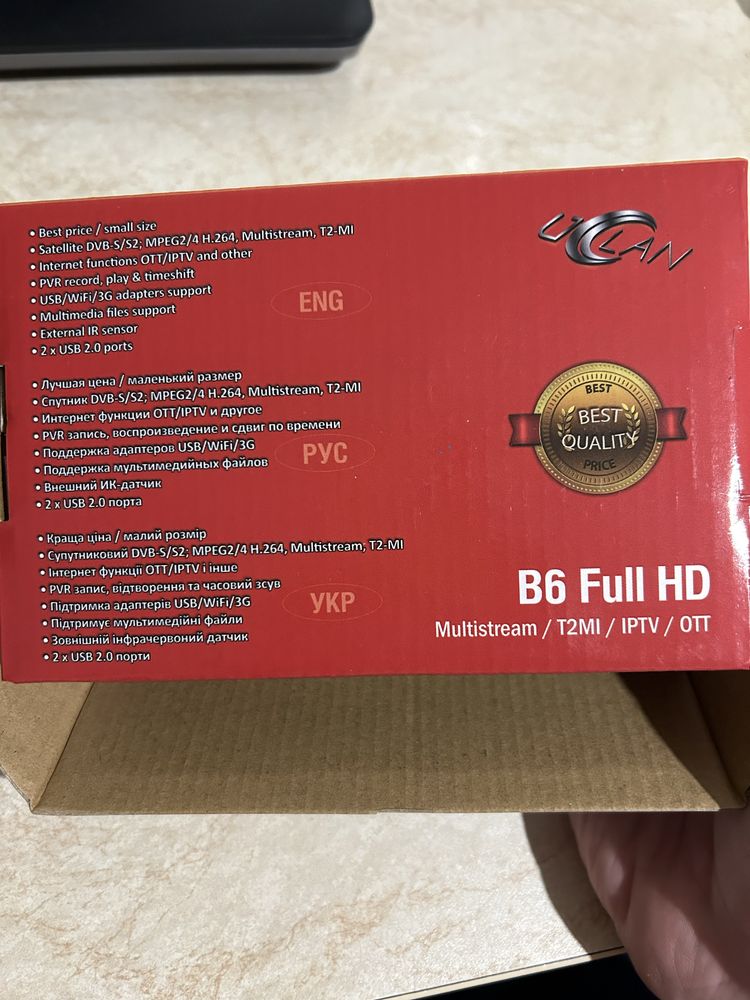 • Best price / small size
• Satellite DVB-S/S2; MPEG2/4 H.264, Multistream, T2-MI
• Internet functions OTT/IPTV and other
• PVR record, play & timeshift
• USB/WiFi/3G adapters support
• Multimedia files support
• External IR sensor
• 2 x USB 2.0 ports
ENG
• Лучшая цена / маленький размер
• Спутник DVB-S/S2; MPEG2/4 H.264, Multistream, T2-MI
• Интернет функции OTT/IPTV и другое
• PVR запись, воспроизведение и сдвиг по времени
• Поддержка адаптеров USB/WiFi/3G
• Поддержка мультимедийных файлов
• Внешний ИК-датчик
• 2 x USB 2.0 порта
РУС
• Краща ціна / малий розмір
• Супутниковий DVB-S/S2; MPEG2/4 H.264, Multistream, T2-MI
• Інтернет функції OTT/IPTV і інше
• PVR запис, відтворення та часовий зсув
• Підтримка адаптерів USB/WiFi/3G
• Підтримує мультимедійні файли
• Зовнішній інфрачервоний датчик
• 2 x USB 2.0 порти
УКР
UCLAN
BEST
BEST
QUALITY
PRICE
B6 Full HD
Multistream / T2MI / IPTV / OTT